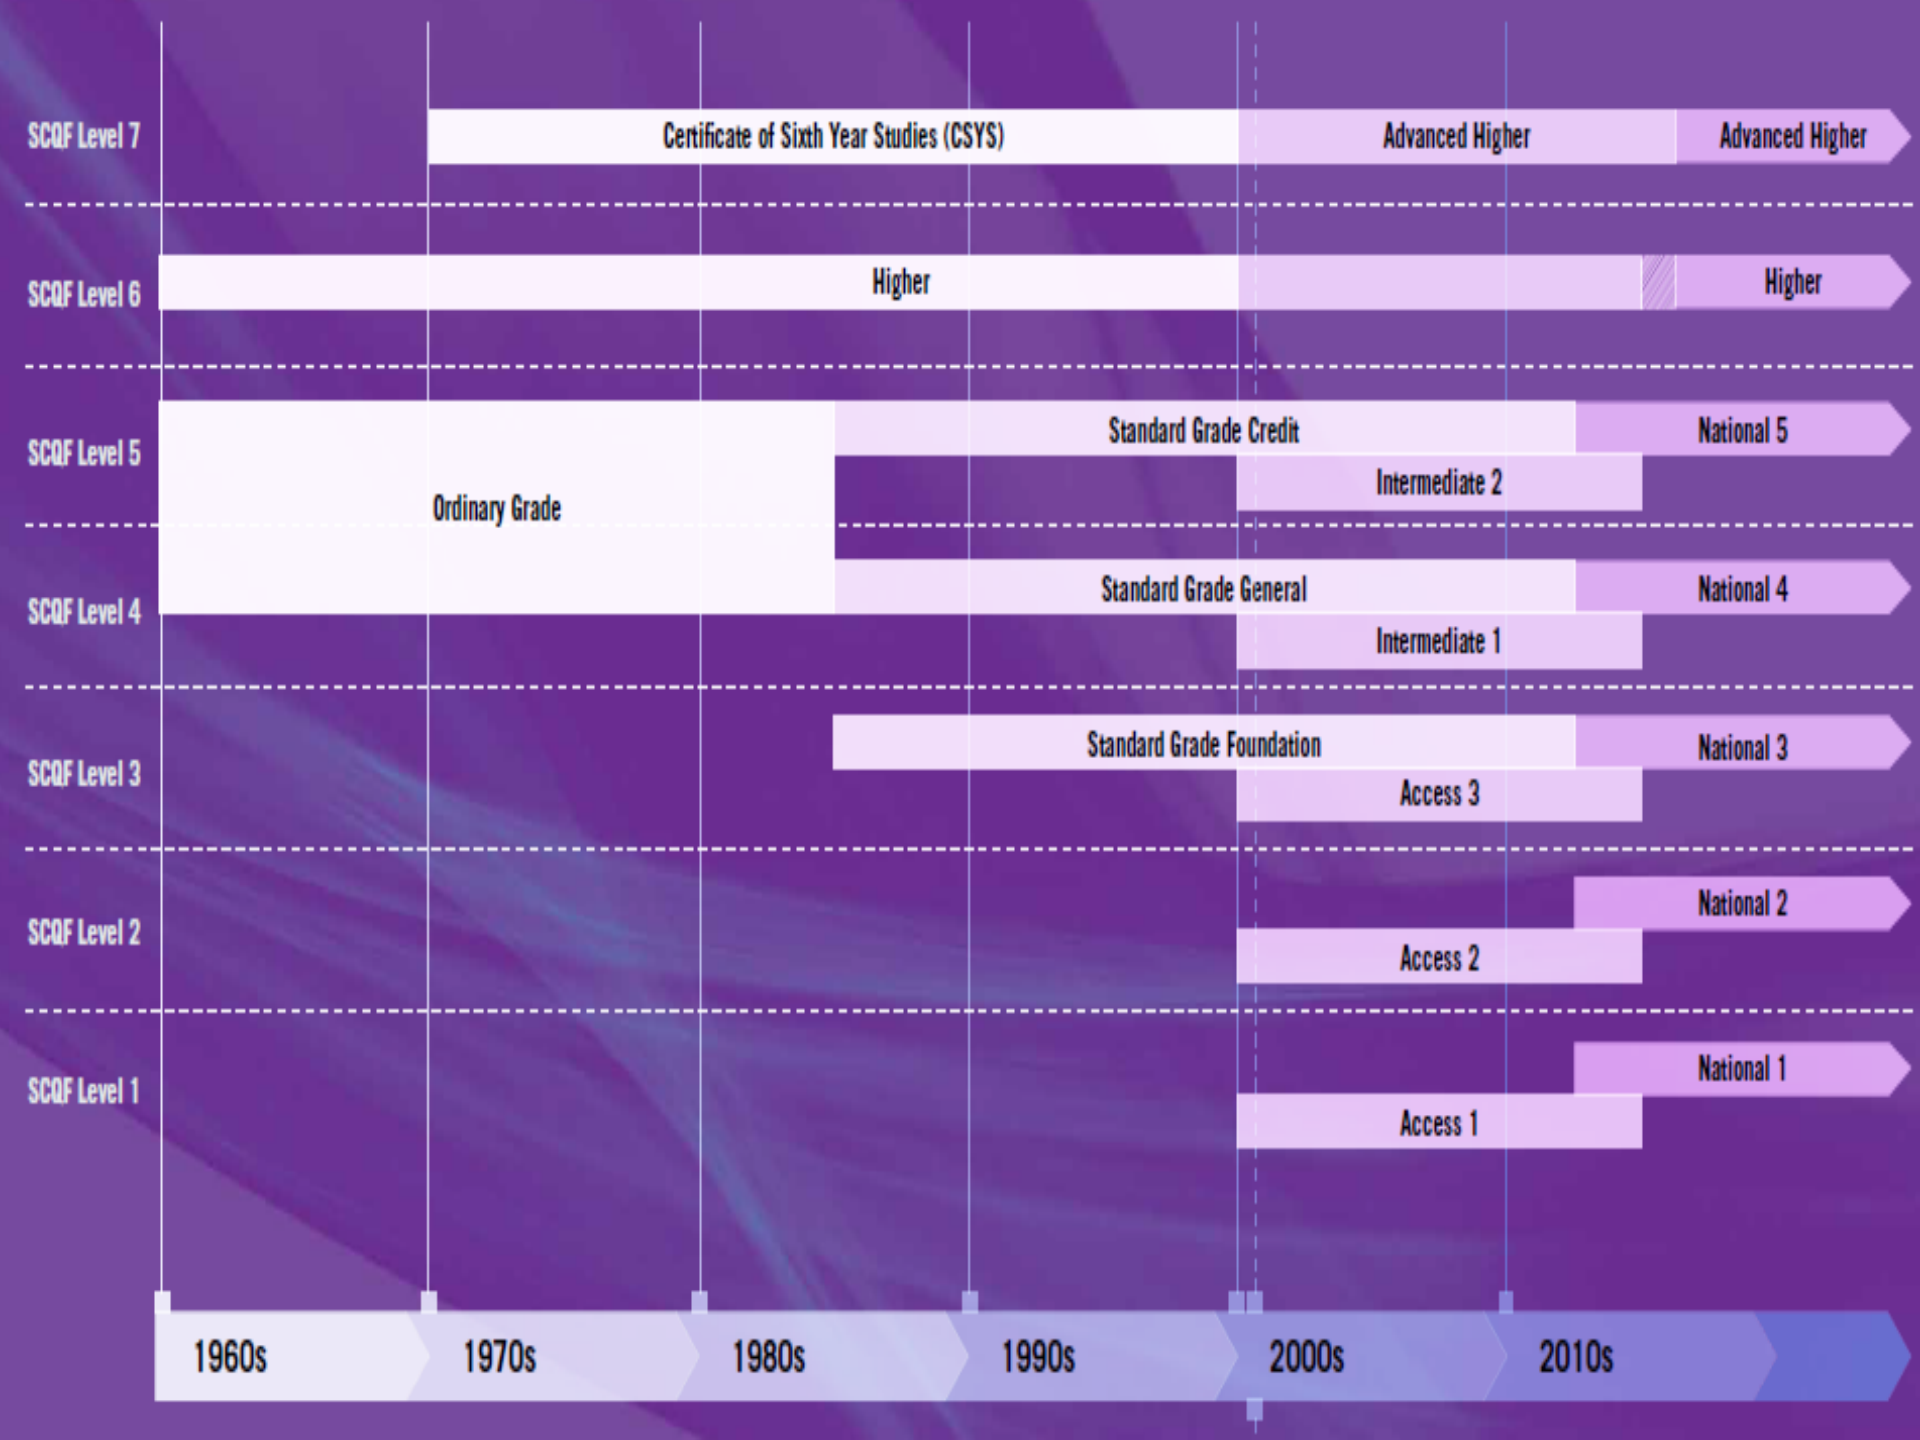 SCQF Level 7
Certificate of Sixth Year Studies (CSYS)
Advanced Higher
Advanced Higher
SCQF Level 6
Higher
Higher
SCQF Level 5
Standard Grade Credit
National 5
Intermediate 2
Ordinary Grade
SCQF Level 4
Standard Grade General
National 4
Intermediate 1
SCQF Level 3
Standard Grade Foundation
National 3
Access 3
SCQF Level 2
National 2
Access 2
SCQF Level 1
National 1
Access 1
1960s
1970s
1980s
1990s
2000s
2010s